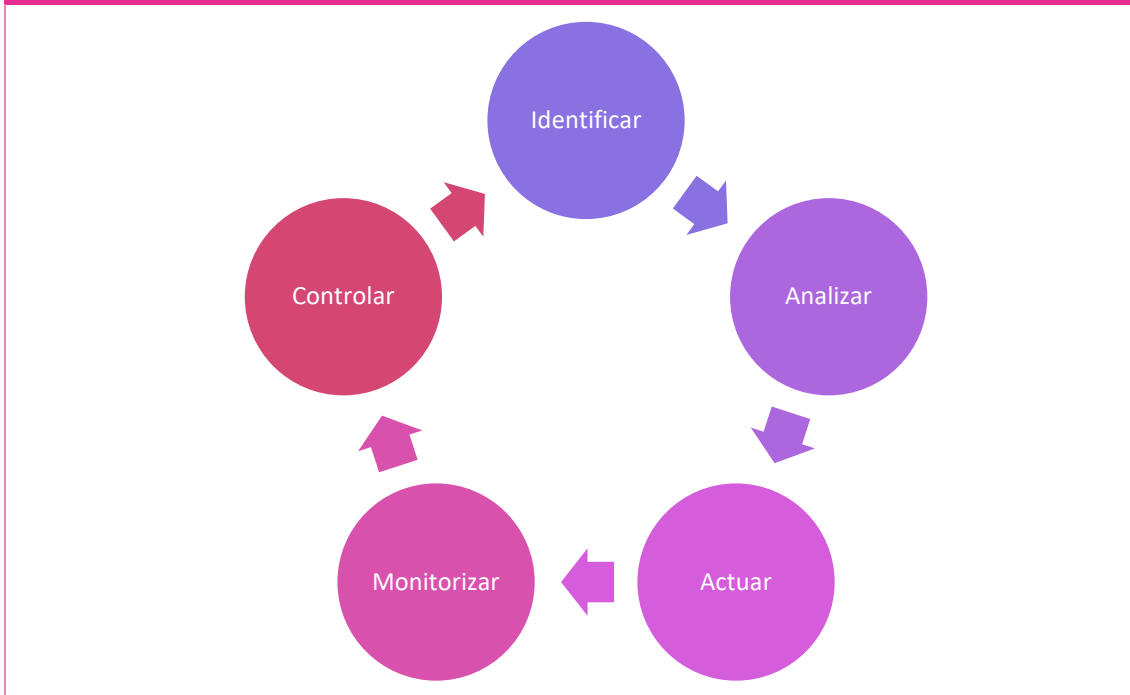 Identificar
Analizar
Actuar
Monitorizar
Controlar